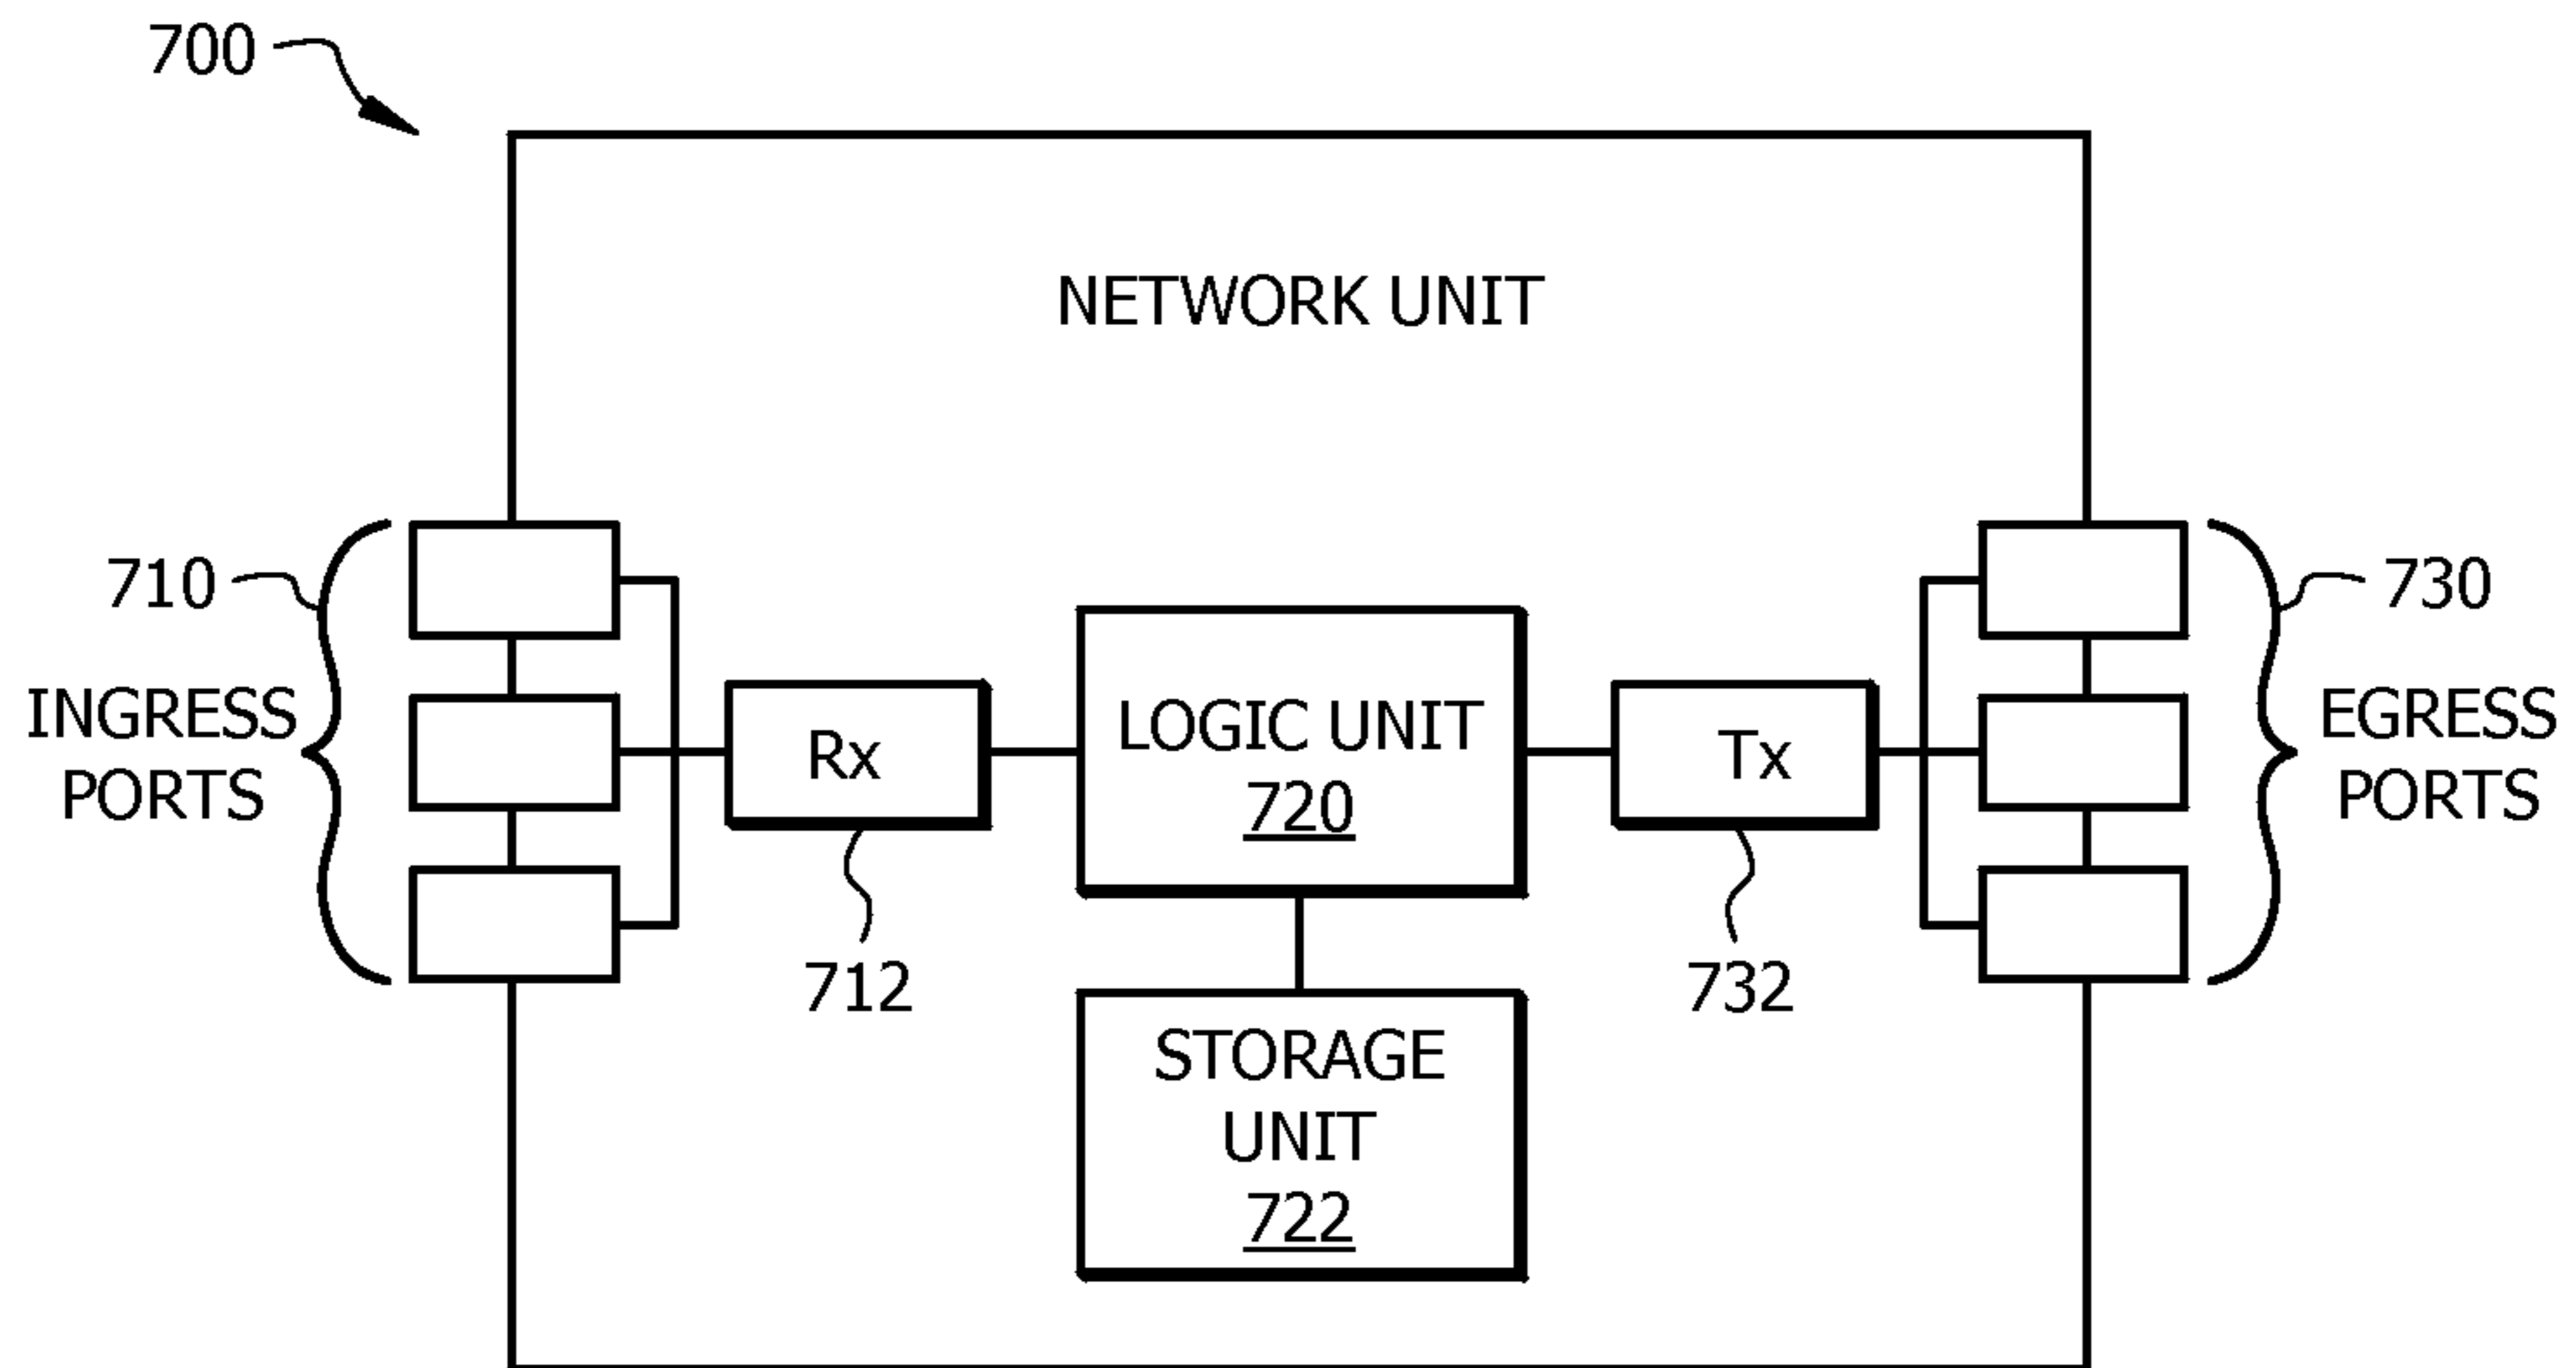 700
NETWORK UNIT
710
INGRESS
PORTS
Rx
712
LOGIC UNIT
720
STORAGE
UNIT
722
Tx
732
730
EGRESS
PORTS